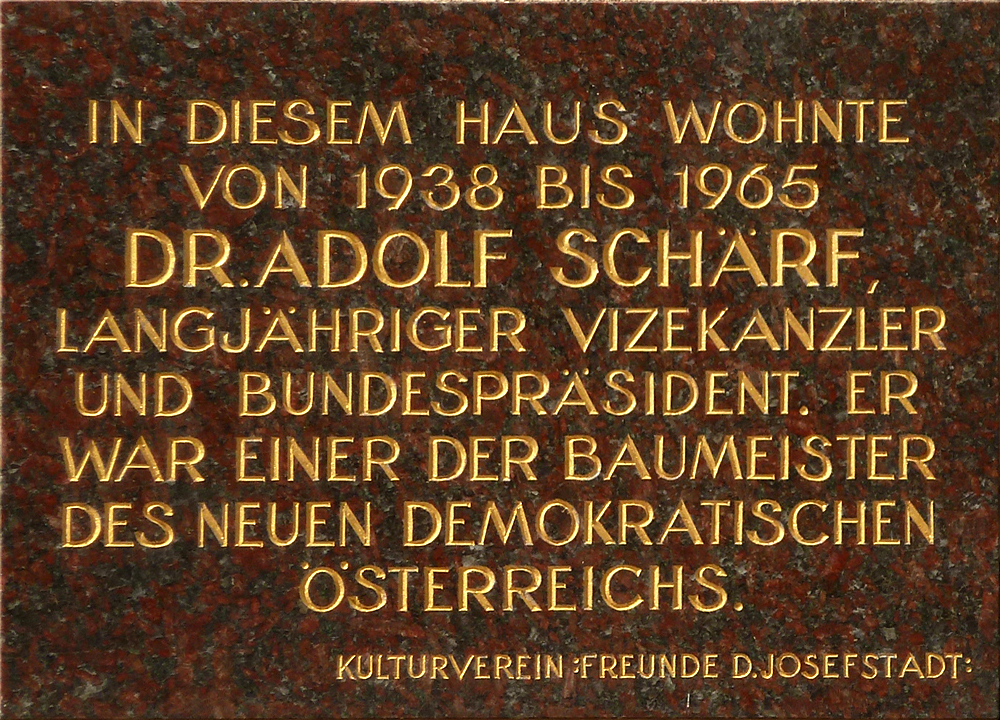 IN DIESEM HAUS WOHNTE
VON 1938 BIS 1965
DR. ADOLF SCHÄRF,
LANGJÄHRIGER VIZEKANZLER
UND BUNDESPRÄSIDENT. ER
WAR EINER DER BAUMEISTER
DES NEUEN DEMOKRATISCHEN
ÖSTERREICHS.
KULTURVEREIN :FREUNDE D. JOSEFSTADT: